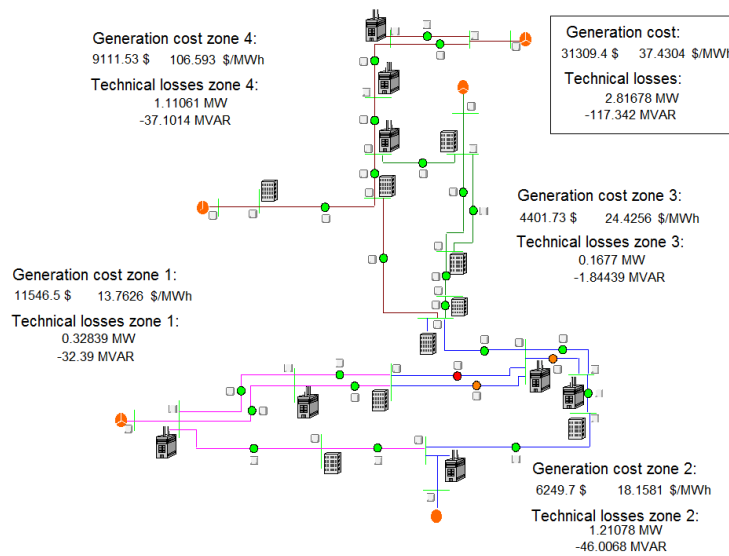 Generation cost zone 4:
9111.53 $ 106.593 $/MWh
Technical losses zone 4:
1.11061 MW
-37.1014 MVAR
Generation cost:
31309.4 $ 37.4304 $/MWh
Technical losses:
2.81678 MW
-117.342 MVAR
Generation cost zone 3:
4401.73 $ 24.4256 $/MWh
Technical losses zone 3:
0.1677 MW
-1.84439 MVAR
Generation cost zone 1:
11546.5 $ 13.7626 $/MWh
Technical losses zone 1:
0.32839 MW
-32.39 MVAR
Generation cost zone 2:
6249.7 $ 18.1581 $/MWh
Technical losses zone 2:
1.21078 MW
-46.0068 MVAR